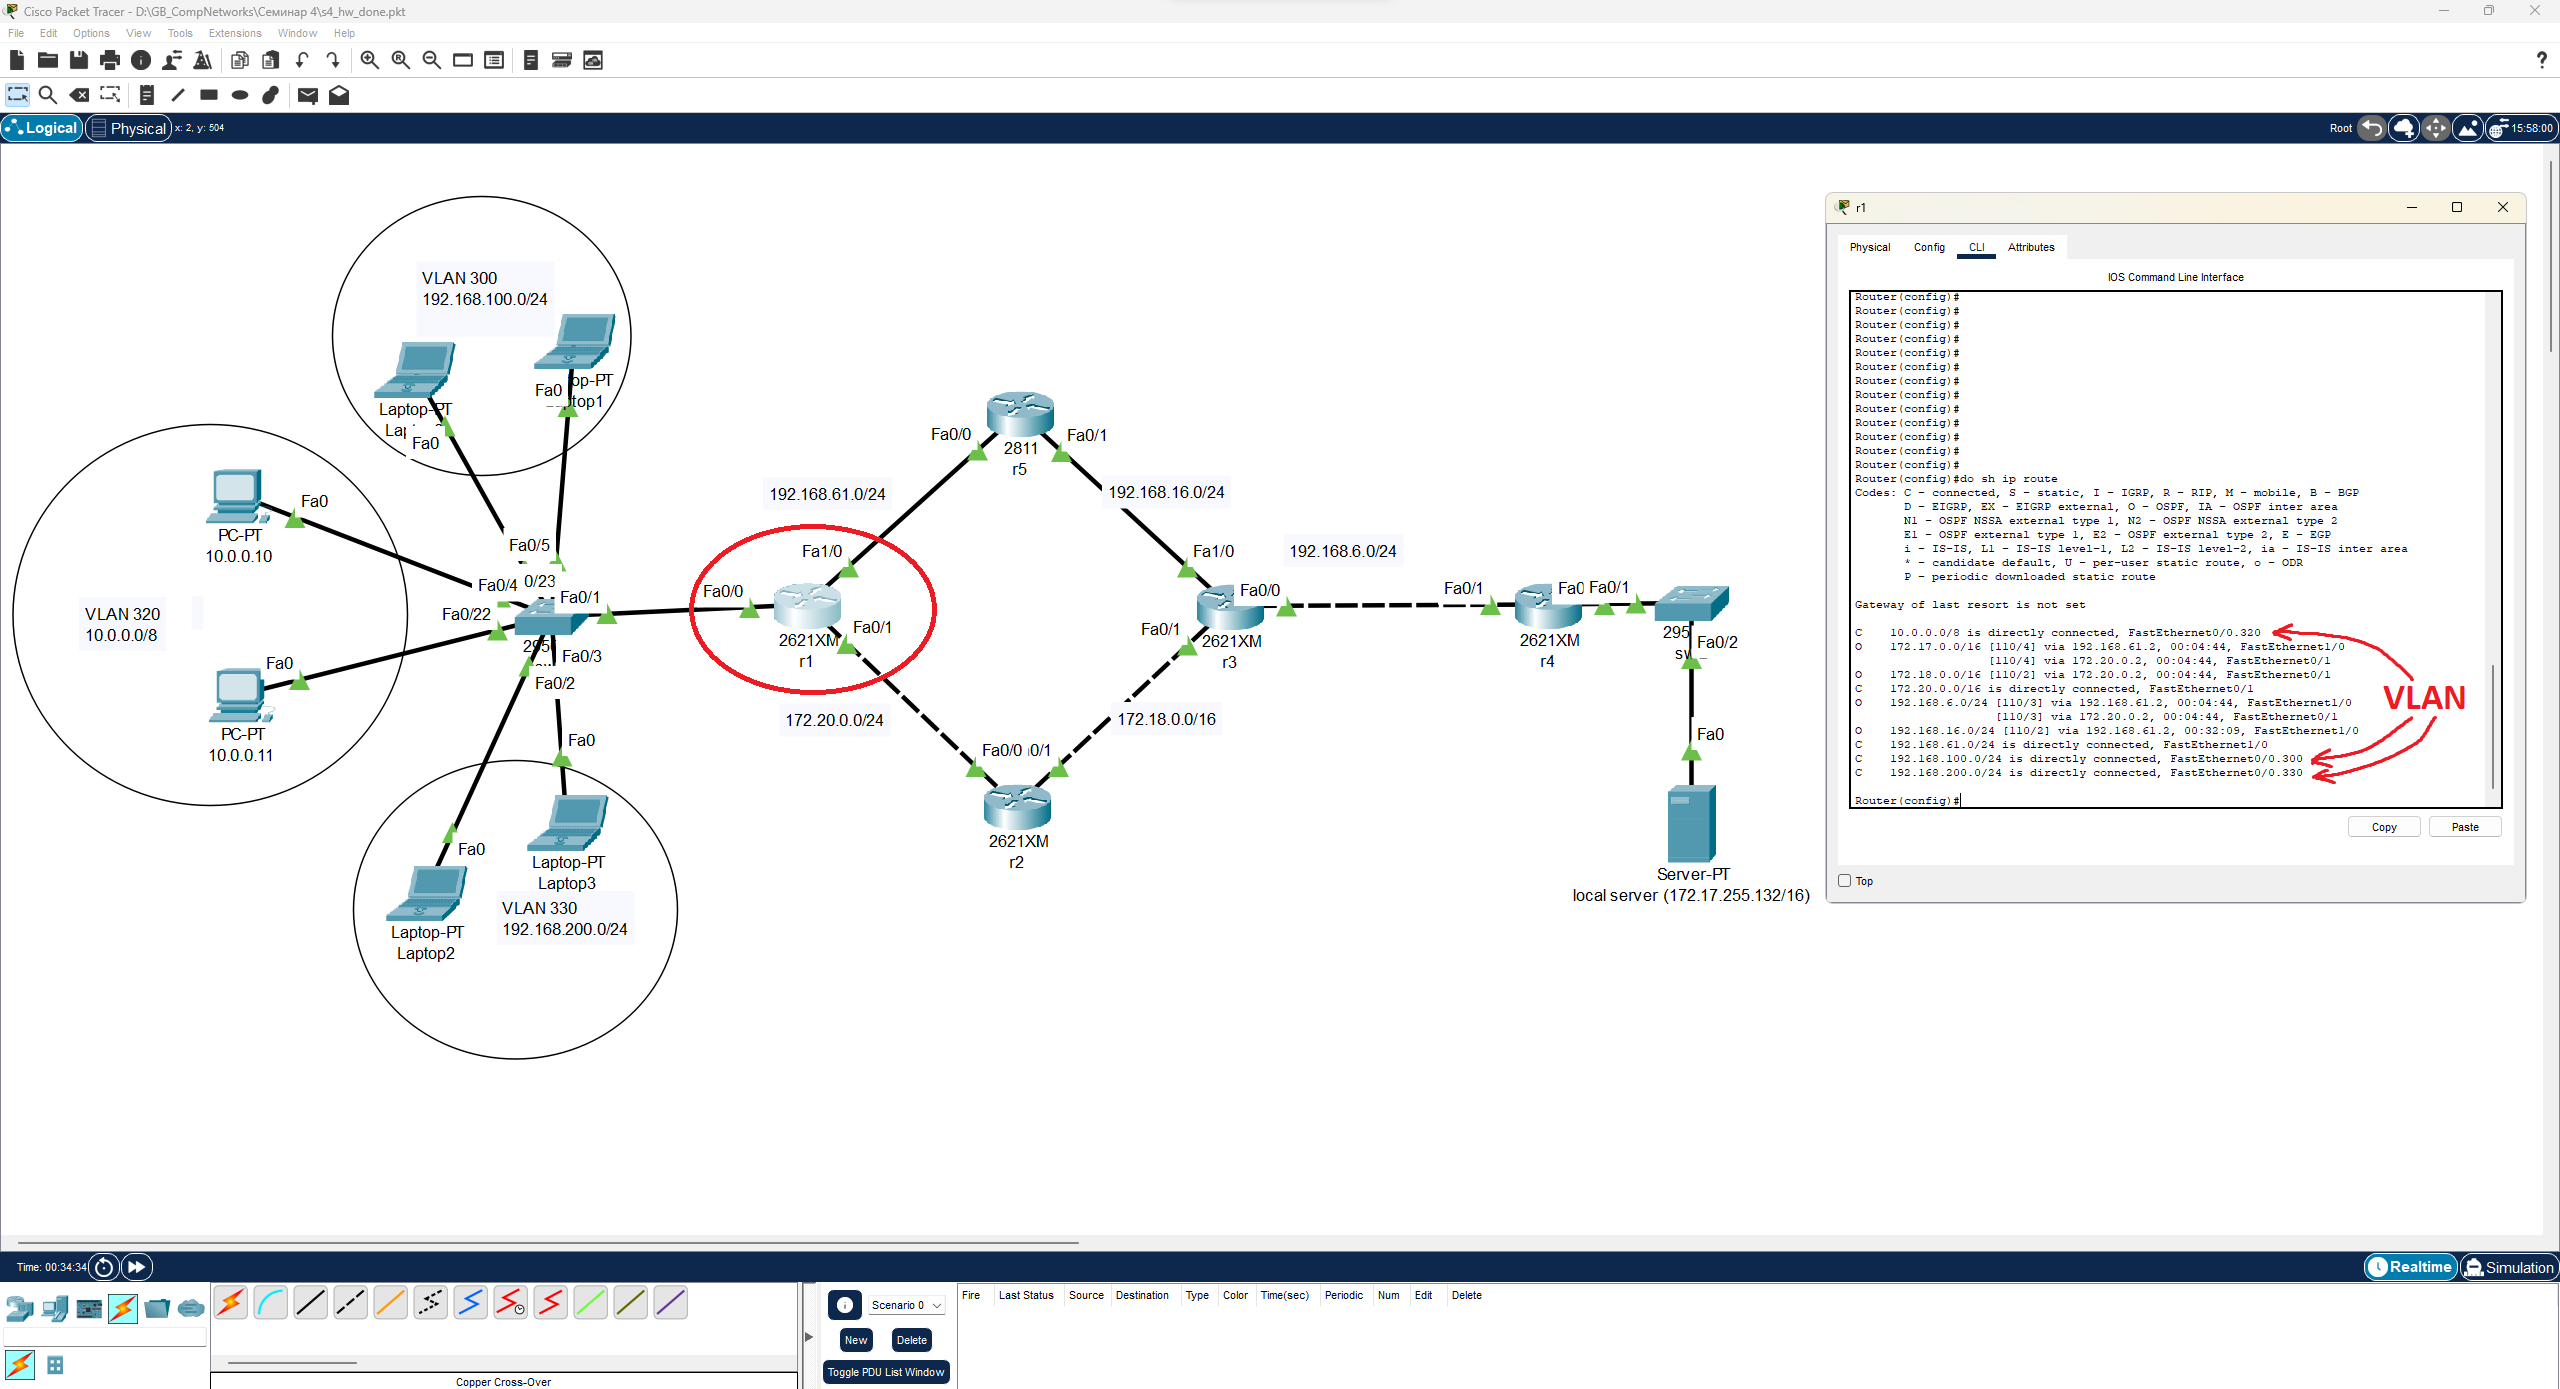 Cisco Packet Tracer - D:\GB_CompNetworks\Семинар 4\s4_hw_done.pkt
File Edit Options View Tools Extensions Window Help
Logical Physical x: 2, y: 504
Root 15:58:00
VLAN 300
192.168.100.0/24
op-PT
top1
Fa0
Laptop-PT
Fa0
PC-PT
10.0.0.10
Fa0
VLAN 320
10.0.0.0/8
PC-PT
10.0.0.11
Fa0
Fa0/5
Fa0/4 0/23
Fa0/1
Fa0/22
Fa0/3
Fa0/2
Fa0
Laptop-PT
Laptop3
VLAN 330
192.168.200.0/24
Fa0
Laptop-PT
Laptop2
Fa0/0
Fa1/0
Fa0/1
2621XM
r1
192.168.61.0/24
172.20.0.0/24
Fa0/0
Fa0/1
2811
r5
192.168.16.0/24
Fa0/0 0/1
2621XM
r2
172.18.0.0/16
Fa1/0
Fa0/0
Fa0/1
2621XM
r3
192.168.6.0/24
Fa0/1
Fa0 Fa0/1
2621XM
r4
295
Fa0/2
Fa0
Server-PT
local server (172.17.255.132/16)
r1
Physical Config CLI Attributes
IOS Command Line Interface
Router(config)#
Router(config)#
Router(config)#
Router(config)#
Router(config)#
Router(config)#
Router(config)#
Router(config)#
Router(config)#
Router(config)#
Router(config)#
Router(config)#
Router(config)#
Router(config)#do sh ip route
Codes: C - connected, S - static, I - IGRP, R - RIP, M - mobile, B - BGP
D - EIGRP, EX - EIGRP external, O - OSPF, IA - OSPF inter area
N1 - OSPF NSSA external type 1, N2 - OSPF NSSA external type 2
E1 - OSPF external type 1, E2 - OSPF external type 2, E - EGP
i - IS-IS, L1 - IS-IS level-1, L2 - IS-IS level-2, ia - IS-IS inter area
* - candidate default, U - per-user static route, o - ODR
P - periodic downloaded static route
Gateway of last resort is not set
C 10.0.0.0/8 is directly connected, FastEthernet0/0.320
O 172.17.0.0/16 [110/4] via 192.168.61.2, 00:04:44, FastEthernet1/0
[110/4] via 172.20.0.2, 00:04:44, FastEthernet0/1
O 172.18.0.0/16 [110/2] via 172.20.0.2, 00:04:44, FastEthernet0/1
C 172.20.0.0/16 is directly connected, FastEthernet0/1
O 192.168.6.0/24 [110/3] via 192.168.61.2, 00:04:44, FastEthernet1/0
[110/3] via 172.20.0.2, 00:04:44, FastEthernet0/1
O 192.168.16.0/24 [110/2] via 192.168.61.2, 00:32:09, FastEthernet1/0
C 192.168.61.0/24 is directly connected, FastEthernet1/0
C 192.168.100.0/24 is directly connected, FastEthernet0/0.300
C 192.168.200.0/24 is directly connected, FastEthernet0/0.330
Router(config)#
VLAN
Copy Paste
Top
Time: 00:34:34
Realtime Simulation
Scenario 0
New Delete
Toggle PDU List Window
Fire Last Status Source Destination Type Color Time(sec) Periodic Num Edit Delete
Copper Cross-Over